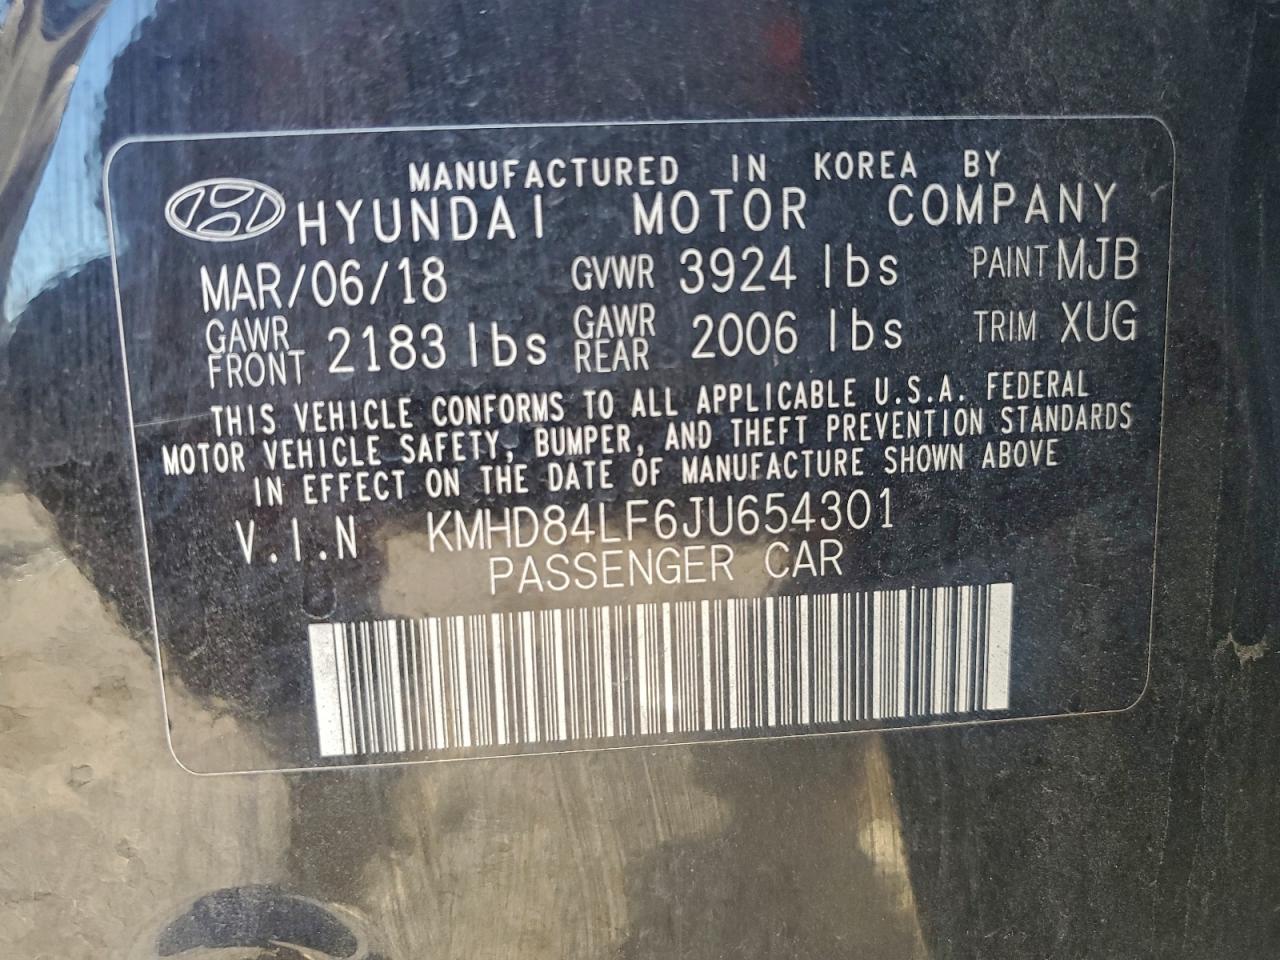 MANUFACTURED IN KOREA BY
HYUNDAI MOTOR COMPANY
MAR/06/18 GVWR 3924 lbs PAINT MJB
GAWR FRONT 2183 lbs GAWR REAR 2006 lbs TRIM XUG
THIS VEHICLE CONFORMS TO ALL APPLICABLE U.S.A. FEDERAL
MOTOR VEHICLE SAFETY, BUMPER, AND THEFT PREVENTION STANDARDS
IN EFFECT ON THE DATE OF MANUFACTURE SHOWN ABOVE
V.I.N KMHD84LF6JU654301
PASSENGER CAR